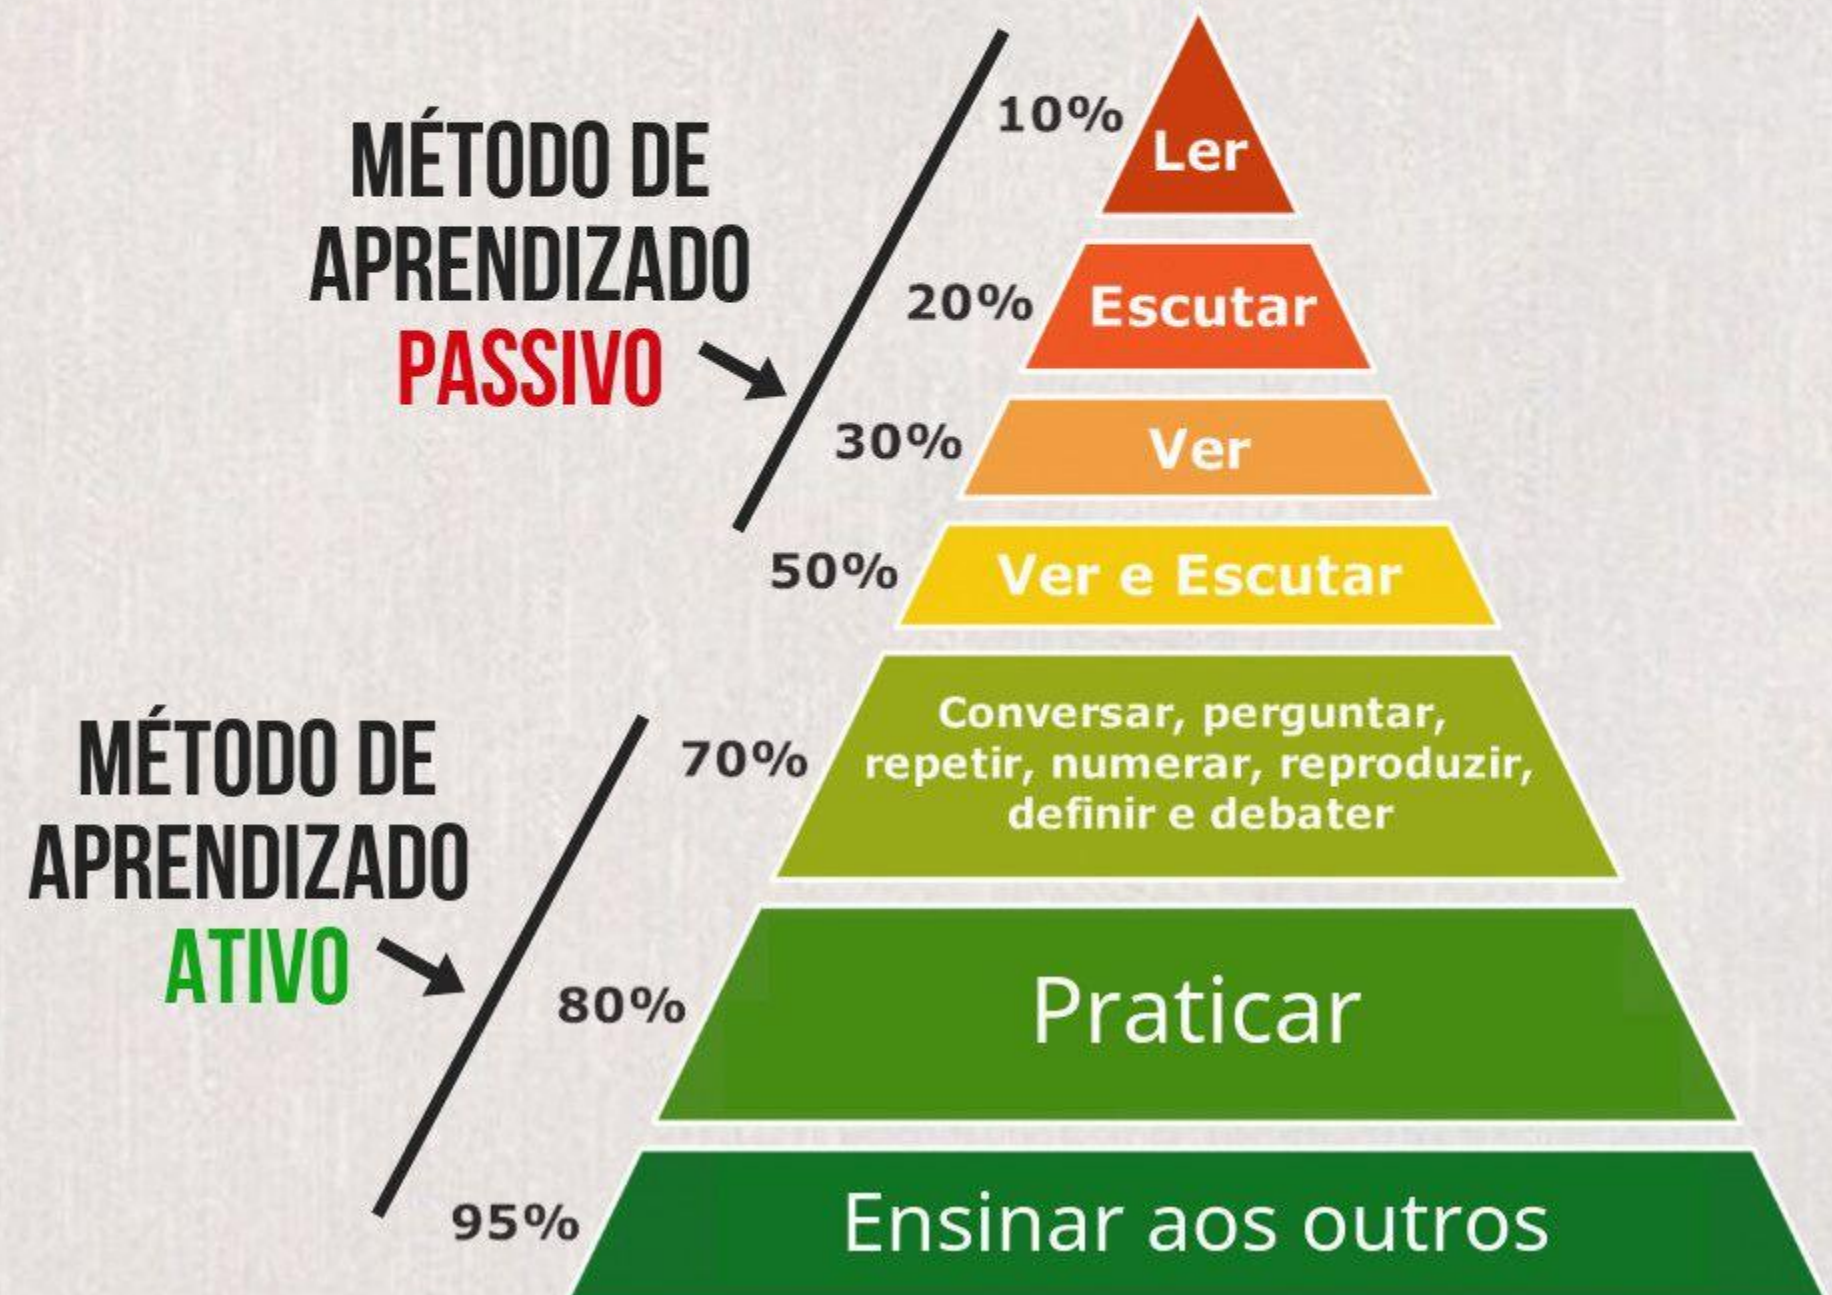 MÉTODO DE
APRENDIZADO
PASSIVO
10%
Ler
20%
Escutar
30%
Ver
50%
Ver e Escutar
MÉTODO DE
APRENDIZADO
ATIVO
70%
Conversar, perguntar,
repetir, numerar, reproduzir,
definir e debater
80%
Praticar
95%
Ensinar aos outros